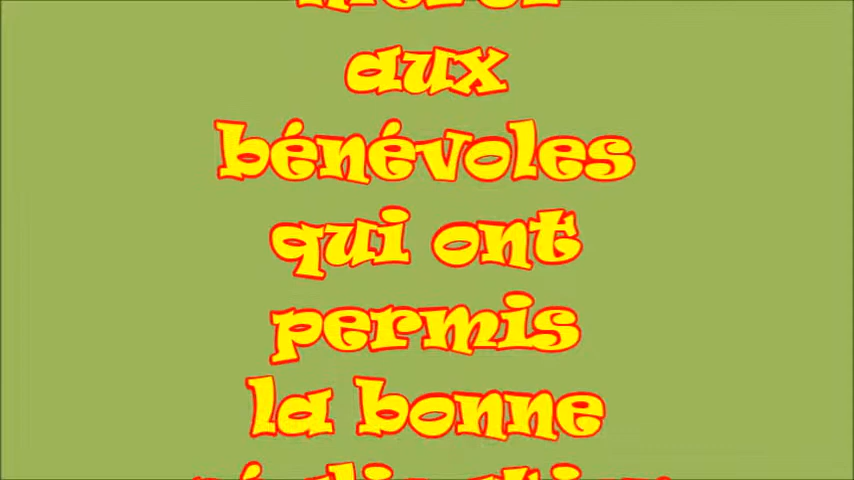 aux
bénévoles
qui ont
permis
la bonne